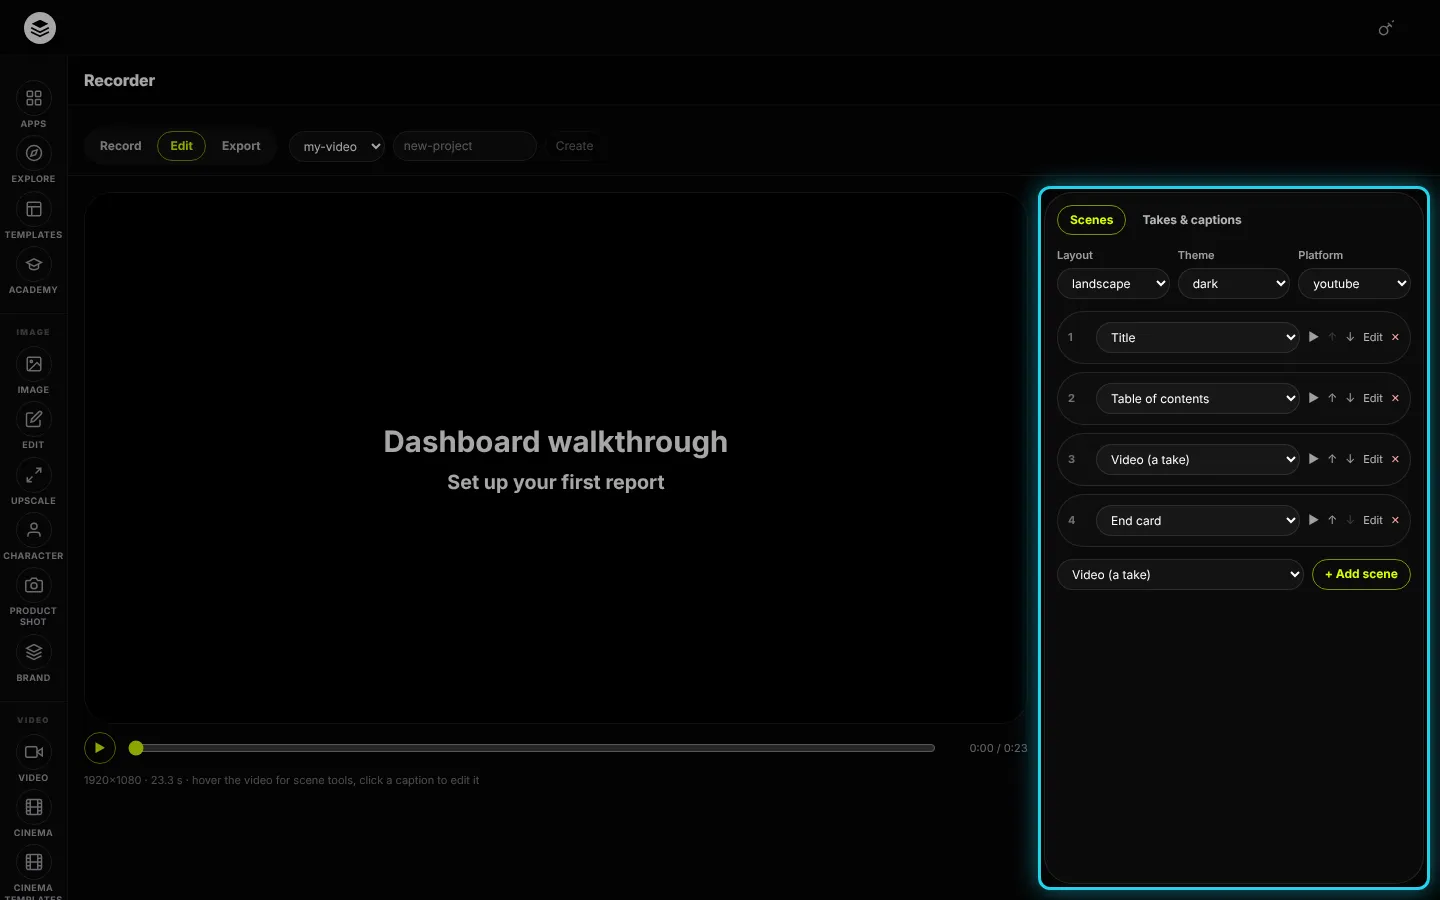 Recorder
Record Edit Export my-video new-project Create
APPS
EXPLORE
TEMPLATES
ACADEMY
IMAGE
IMAGE
EDIT
UPSCALE
CHARACTER
PRODUCT
SHOT
BRAND
VIDEO
VIDEO
CINEMA
CINEMA
TEMPLATES
Dashboard walkthrough
Set up your first report
0:00 / 0:23
1920×1080 · 23.3 s · hover the video for scene tools, click a caption to edit it
Scenes Takes & captions
Layout Theme Platform
landscape dark youtube
1 Title ▶ ↑ ↓ Edit ×
2 Table of contents ▶ ↑ ↓ Edit ×
3 Video (a take) ▶ ↑ ↓ Edit ×
4 End card ▶ ↑ ↓ Edit ×
Video (a take) + Add scene